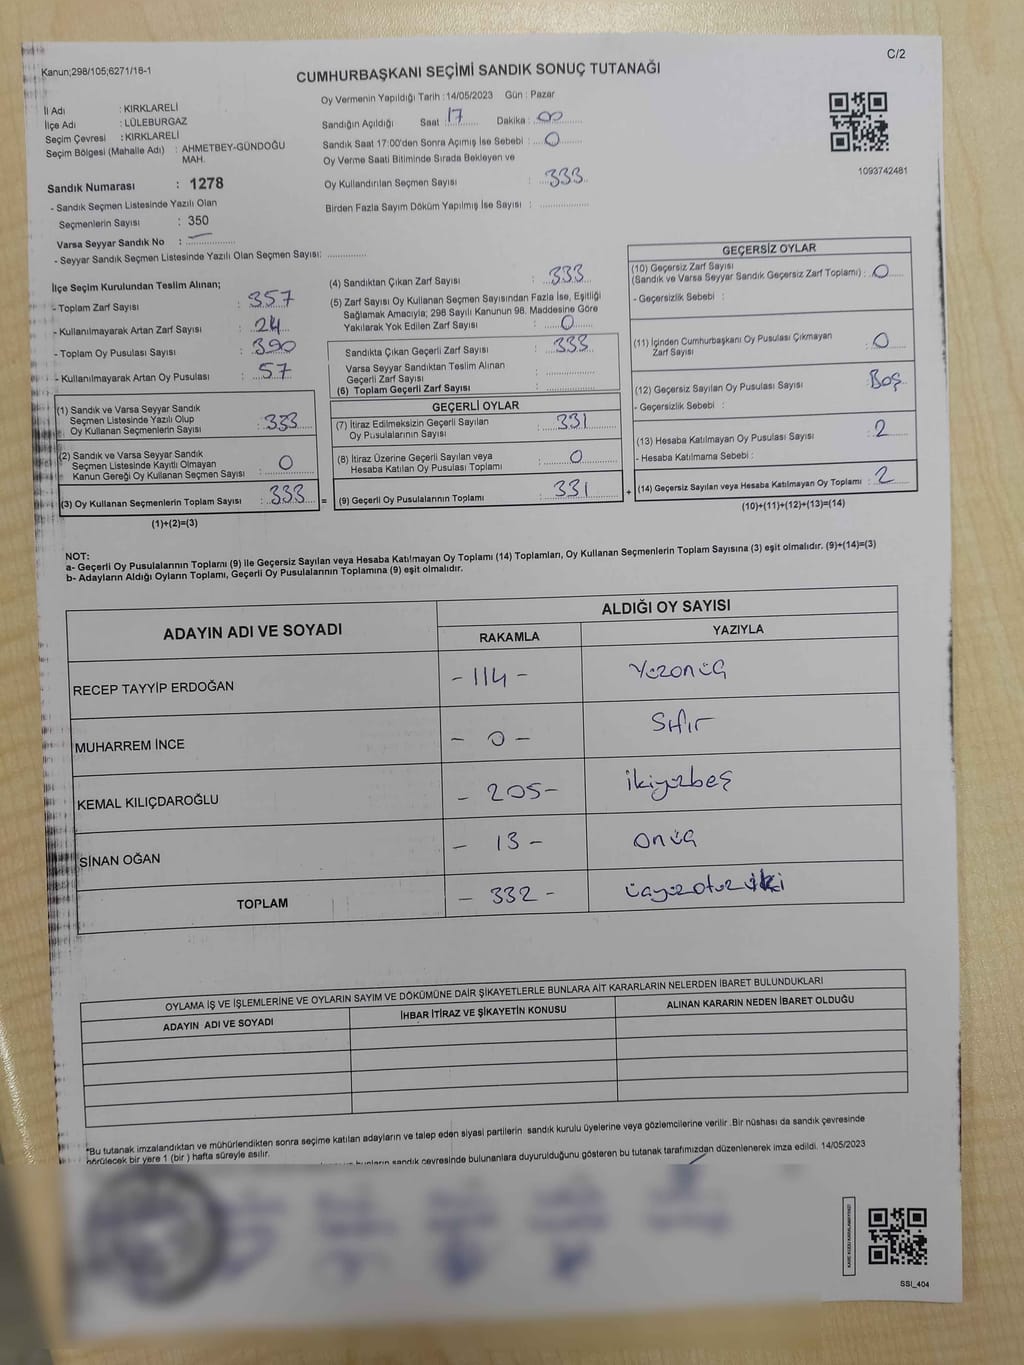 Kanun;298/105;6271/18-1
C/2
CUMHURBAŞKANI SEÇİMİ SANDIK SONUÇ TUTANAĞI
İl Adı : KIRKLARELİ
İlçe Adı : LÜLEBURGAZ
Seçim Çevresi : KIRKLARELİ
Seçim Bölgesi (Mahalle Adı) : AHMETBEY-GÜNDOĞU MAH.
Sandık Numarası : 1278
- Sandık Seçmen Listesinde Yazılı Olan
Seçmenlerin Sayısı : 350
Varsa Seyyar Sandık No : —
- Seyyar Sandık Seçmen Listesinde Yazılı Olan Seçmen Sayısı:
Oy Vermenin Yapıldığı Tarih :14/05/2023 Gün : Pazar
Sandığın Açıldığı Saat : 17 Dakika : 00
Sandık Saat 17:00'den Sonra Açımış İse Sebebi : 0
Oy Verme Saati Bitiminde Sırada Bekleyen ve
Oy Kullandırılan Seçmen Sayısı : 333
Birden Fazla Sayım Döküm Yapılmış İse Sayısı :
1093742481
İlçe Seçim Kurulundan Teslim Alınan;
- Toplam Zarf Sayısı : 357
- Kullanılmayarak Artan Zarf Sayısı : 24
- Toplam Oy Pusulası Sayısı : 390
- Kullanılmayarak Artan Oy Pusulası : 57
(1) Sandık ve Varsa Seyyar Sandık
Seçmen Listesinde Yazılı Olup
Oy Kullanan Seçmenlerin Sayısı : 333
(2) Sandık ve Varsa Seyyar Sandık
Seçmen Listesinde Kayıtlı Olmayan
Kanun Gereği Oy Kullanan Seçmen Sayısı : 0
(3) Oy Kullanan Seçmenlerin Toplam Sayısı : 333 =
(1)+(2)=(3)
(4) Sandıktan Çıkan Zarf Sayısı : 333
(5) Zarf Sayısı Oy Kullanan Seçmen Sayısından Fazla İse, Eşitliği
Sağlamak Amacıyla; 298 Sayılı Kanunun 98. Maddesine Göre
Yakılarak Yok Edilen Zarf Sayısı : 0
Sandıkta Çıkan Geçerli Zarf Sayısı : 333
Varsa Seyyar Sandıktan Teslim Alınan
Geçerli Zarf Sayısı :
(6) Toplam Geçerli Zarf Sayısı :
GEÇERLİ OYLAR
(7) İtiraz Edilmeksizin Geçerli Sayılan
Oy Pusulalarının Sayısı : 331
(8) İtiraz Üzerine Geçerli Sayılan veya
Hesaba Katılan Oy Pusulası Toplamı : 0
(9) Geçerli Oy Pusulalarının Toplamı : 331 +
GEÇERSİZ OYLAR
(10) Geçersiz Zarf Sayısı
(Sandık ve Varsa Seyyar Sandık Geçersiz Zarf Toplamı) : 0
- Geçersizlik Sebebi :
(11) İçinden Cumhurbaşkanı Oy Pusulası Çıkmayan
Zarf Sayısı : 0
(12) Geçersiz Sayılan Oy Pusulası Sayısı : Boş
- Geçersizlik Sebebi :
(13) Hesaba Katılmayan Oy Pusulası Sayısı : 2
- Hesaba Katılmama Sebebi :
(14) Geçersiz Sayılan veya Hesaba Katılmayan Oy Toplamı : 2
(10)+(11)+(12)+(13)=(14)
NOT:
a- Geçerli Oy Pusulalarının Toplamı (9) ile Geçersiz Sayılan veya Hesaba Katılmayan Oy Toplamı (14) Toplamları, Oy Kullanan Seçmenlerin Toplam Sayısına (3) eşit olmalıdır. (9)+(14)=(3)
b- Adayların Aldığı Oyların Toplamı, Geçerli Oy Pusulalarının Toplamına (9) eşit olmalıdır.
ADAYIN ADI VE SOYADI ALDIĞI OY SAYISI
RAKAMLA YAZIYLA
RECEP TAYYİP ERDOĞAN - 114 - Yüzonüç
MUHARREM İNCE - 0 - Sıfır
KEMAL KILIÇDAROĞLU - 205 - ikiyüzbeş
SİNAN OĞAN - 13 - onüç
TOPLAM - 332 - üçyüzotuziki
OYLAMA İŞ VE İŞLEMLERİNE VE OYLARIN SAYIM VE DÖKÜMÜNE DAİR ŞİKAYETLERLE BUNLARA AİT KARARLARIN NELERDEN İBARET BULUNDUKLARI
ADAYIN ADI VE SOYADI İHBAR İTİRAZ VE ŞİKAYETİN KONUSU ALINAN KARARIN NEDEN İBARET OLDUĞU
*Bu tutanak imzalandıktan ve mühürlendikten sonra seçime katılan adayların ve talep eden siyasi partilerin sandık kurulu üyelerine veya gözlemcilerine verilir. Bir nüshası da sandık çevresinde
görülecek bir yere 1 (bir) hafta süreyle asılır.
sandık çevresinde bulunanlara duyurulduğunu gösteren bu tutanak tarafımızdan düzenlenerek imza edildi. 14/05/2023
SSI_404